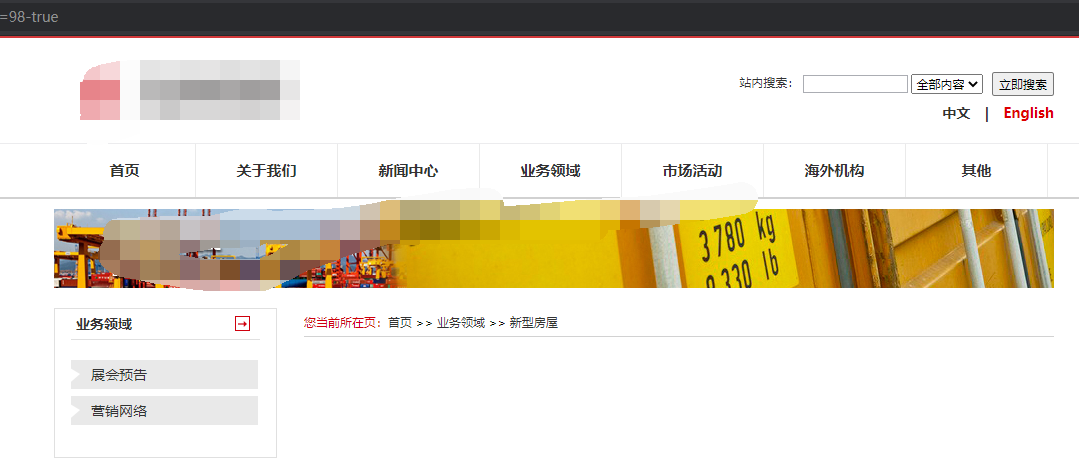 =98-true
站内搜索： 全部内容 立即搜索
中文 | English
首页 关于我们 新闻中心 业务领域 市场活动 海外机构 其他
3 780 kg
lb
业务领域
您当前所在页：首页 >> 业务领域 >> 新型房屋
展会预告
营销网络